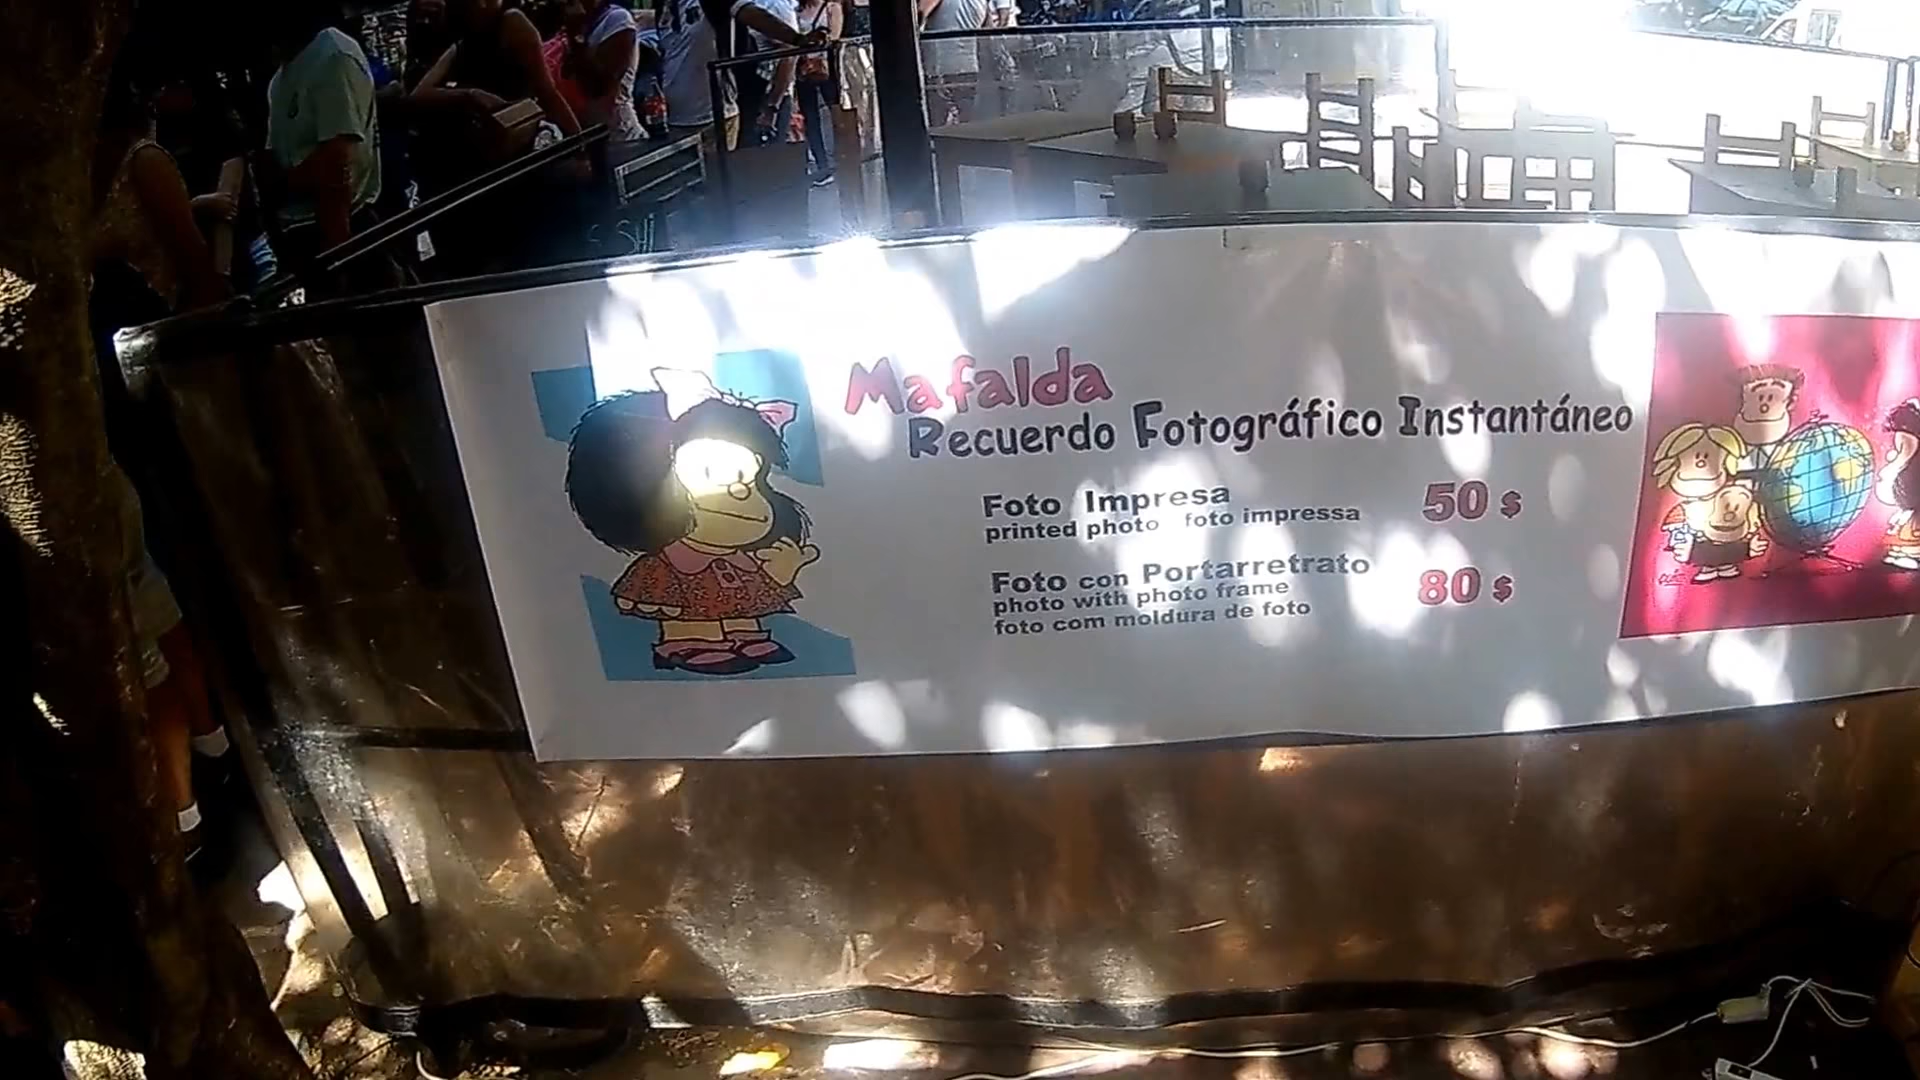 Mafalda
Recuerdo Fotográfico Instantáneo
Foto Impresa 50 $
printed photo foto impressa
Foto con Portarretrato 80 $
photo with photo frame
foto com moldura de foto